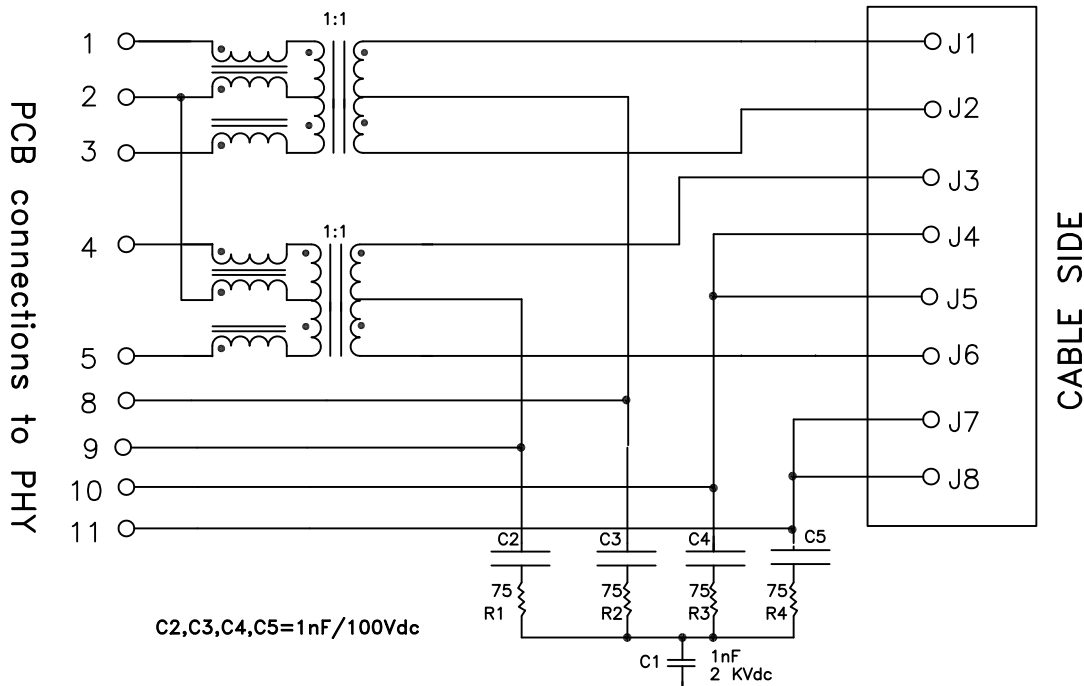 PCB connections to PHY
1:1
1
2
3
1:1
4
5
8
9
10
11
J1
J2
J3
J4
J5
J6
J7
J8
CABLE SIDE
C2
C3
C4
C5
75
R1
75
R2
75
R3
75
R4
C2,C3,C4,C5=1nF/100Vdc
C1
1nF
2 KVdc